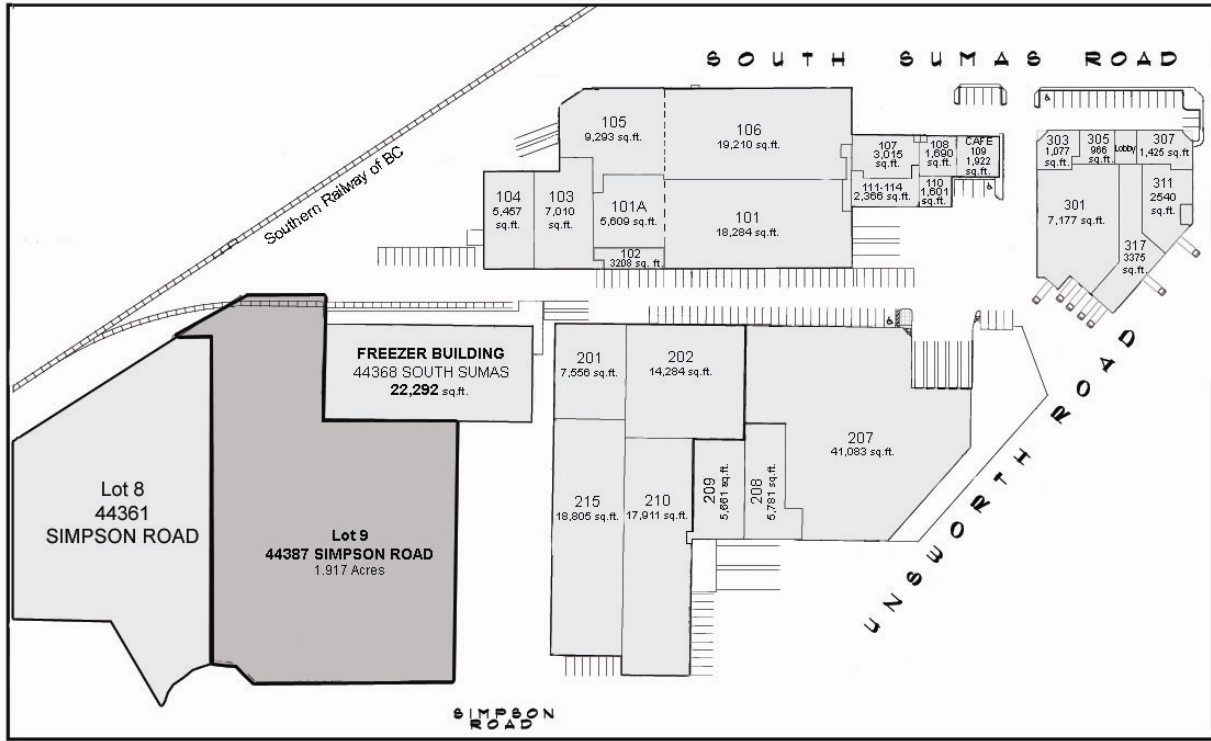 SOUTH SUMAS ROAD
Southern Railway of BC
105
9,293 sq.ft.
106
19,210 sq.ft.
107
3,015
sq.ft.
108
1,690
sq.ft.
CAFE
109
1,922
sq.ft.
104
5,457
sq.ft.
103
7,010
sq.ft.
101A
5,609 sq.ft.
101
18,284 sq.ft.
111-114
2,366 sq.ft.
110
1,601
sq.ft.
102
3208 sq. ft.
303
1,077
sq.ft.
305
966
sq.ft.
Lobby
307
1,425 sq.ft
301
7,177 sq.ft.
311
2540
sq.ft.
317
3375
sq.ft.
FREEZER BUILDING
44368 SOUTH SUMAS
22,292 sq.ft.
201
7,556 sq.ft.
202
14,284 sq.ft.
207
41,083 sq.ft.
215
18,805 sq.ft.
210
17,911 sq.ft.
209
5,661 sq.ft.
208
5,781 sq.ft.
Lot 8
44361
SIMPSON ROAD
Lot 9
44387 SIMPSON ROAD
1.917 Acres
UNSWORTH ROAD
SIMPSON
ROAD